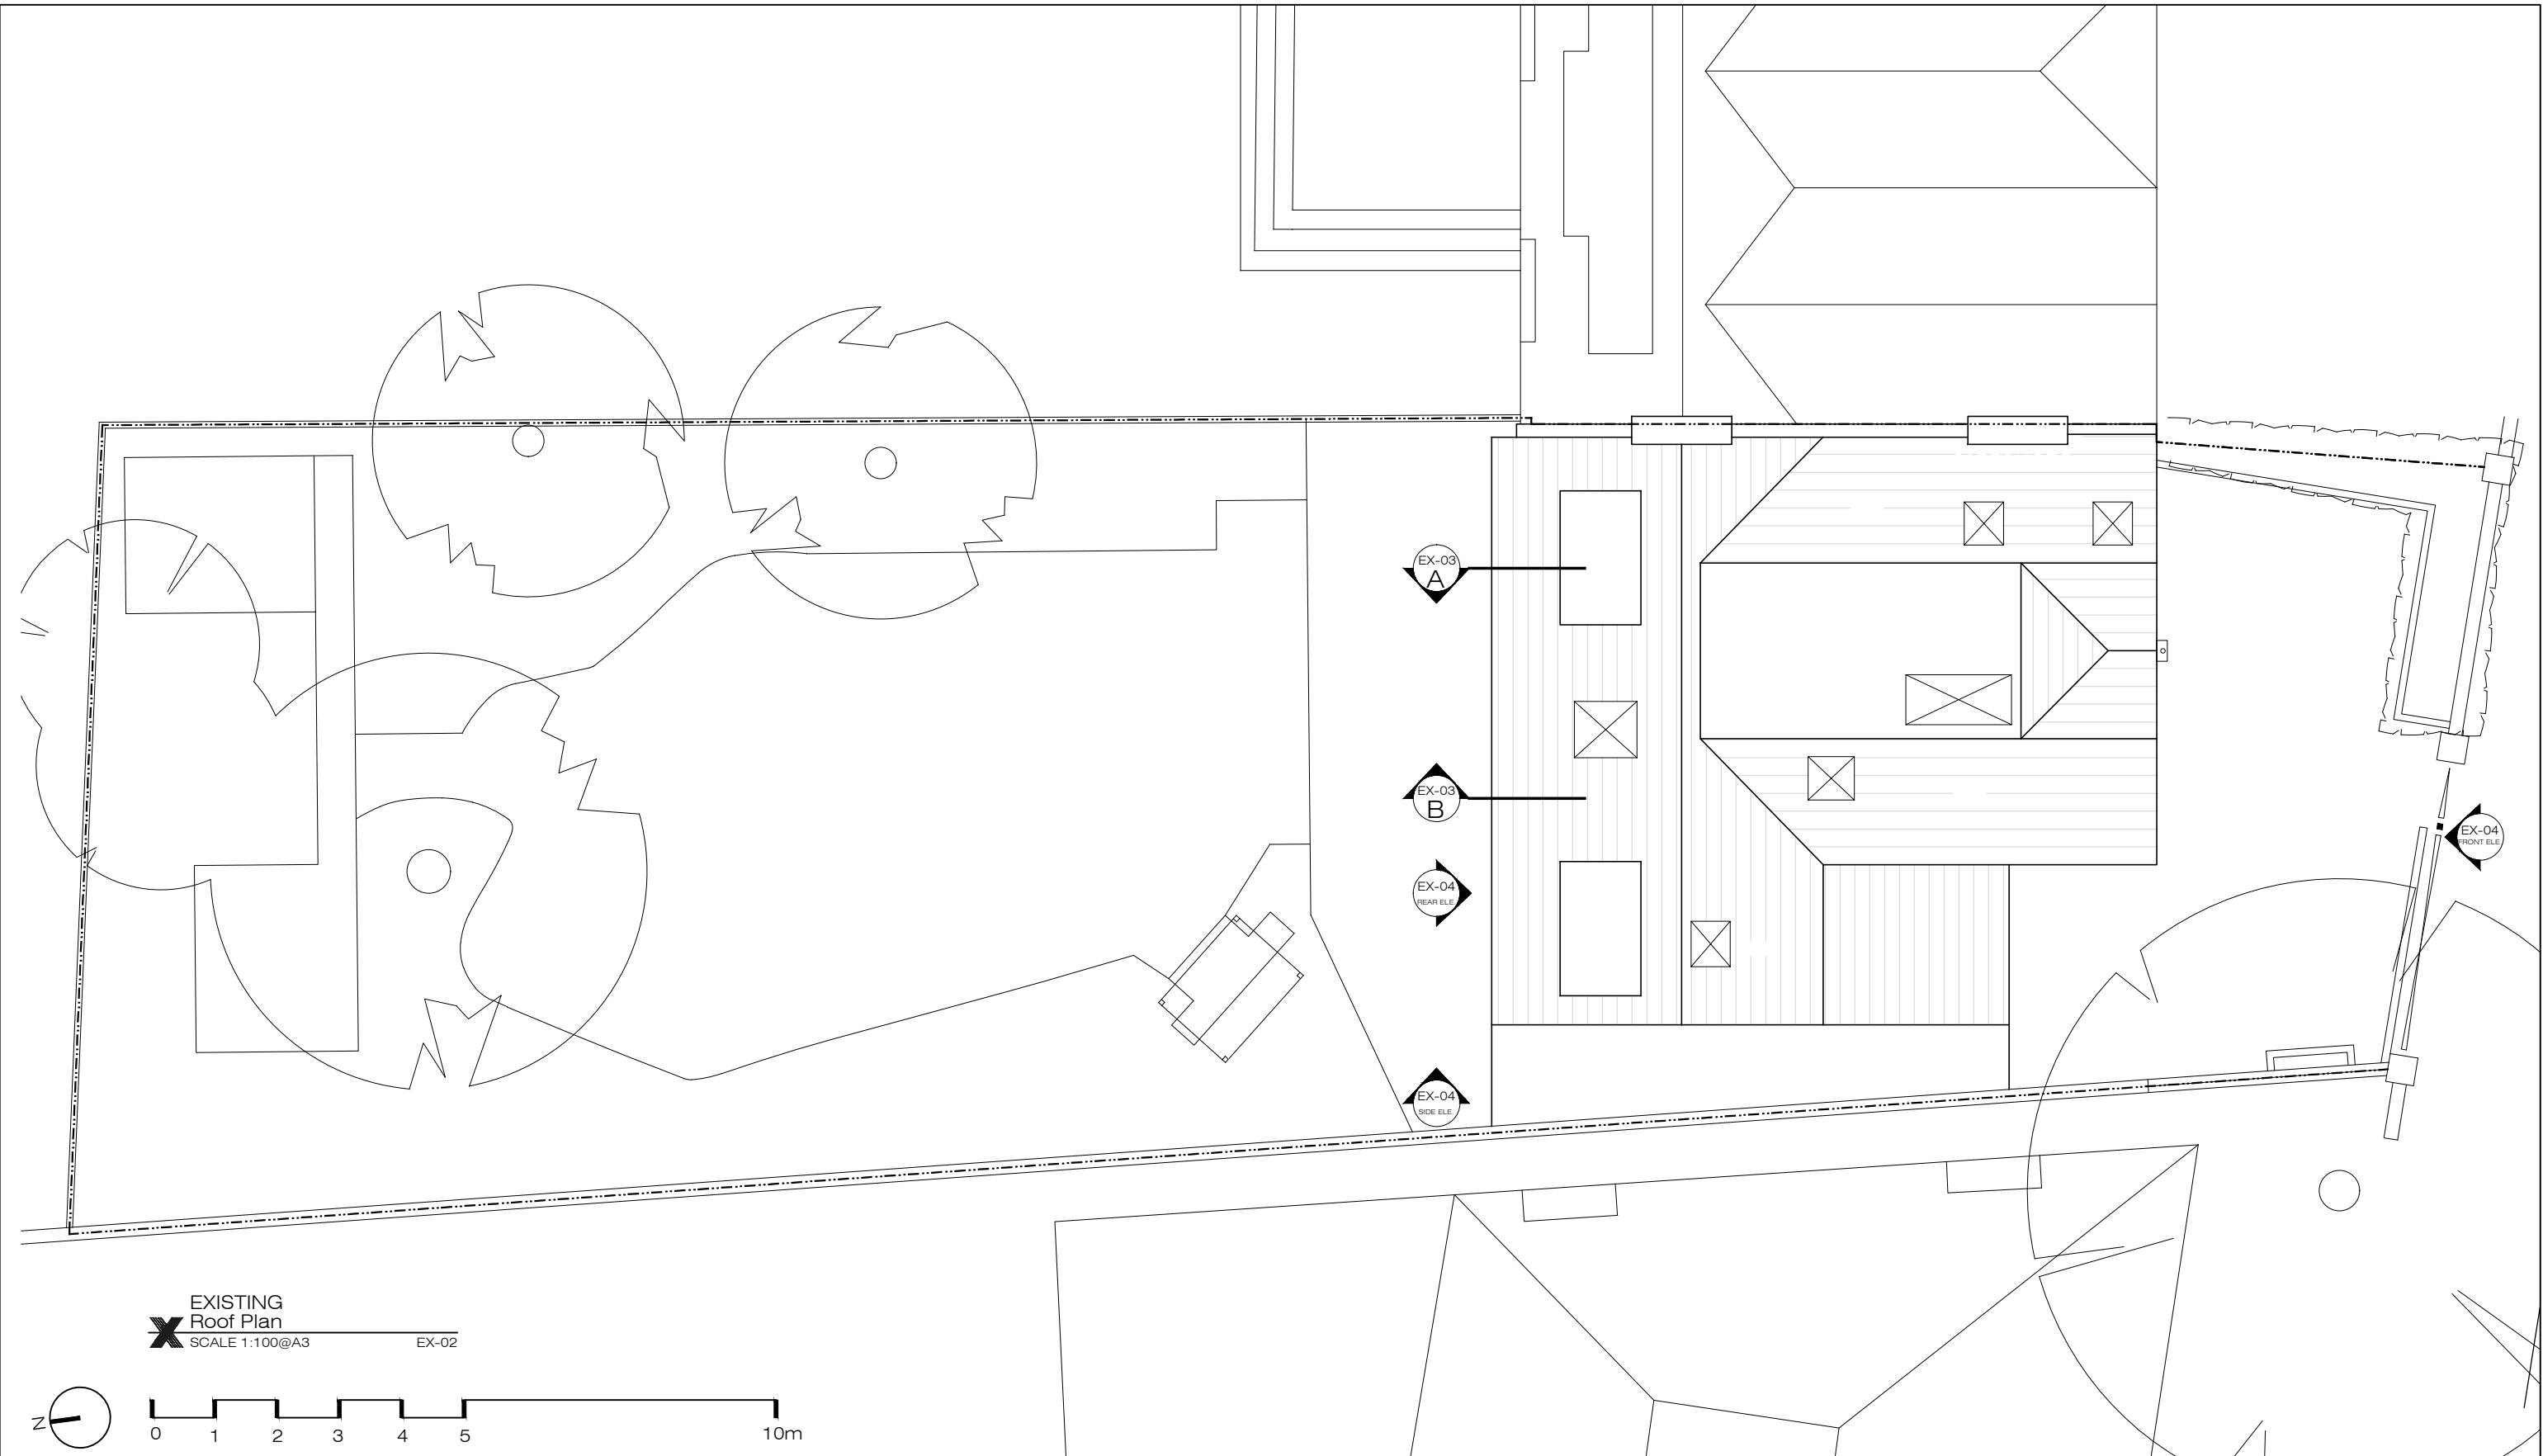 EX-03
A
EX-03
B
EX-04
FRONT ELE.
EX-04
REAR ELE.
EX-04
SIDE ELE.
EXISTING
Roof Plan
SCALE 1:100@A3 EX-02
N
0 1 2 3 4 5 10m